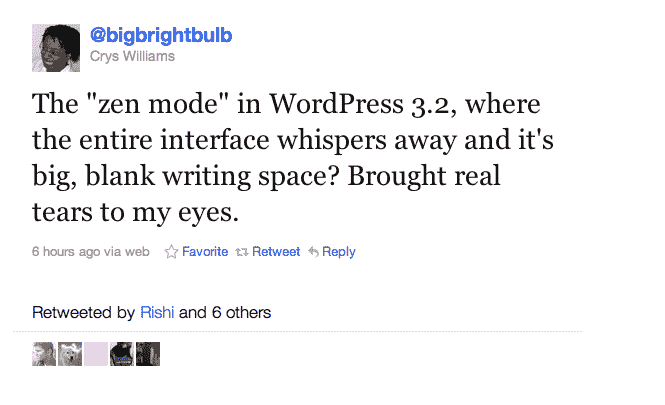 @bigbrightbulb
Crys Williams
The "zen mode" in WordPress 3.2, where
the entire interface whispers away and it's
big, blank writing space? Brought real
tears to my eyes.
6 hours ago via web Favorite Retweet Reply
Retweeted by Rishi and 6 others